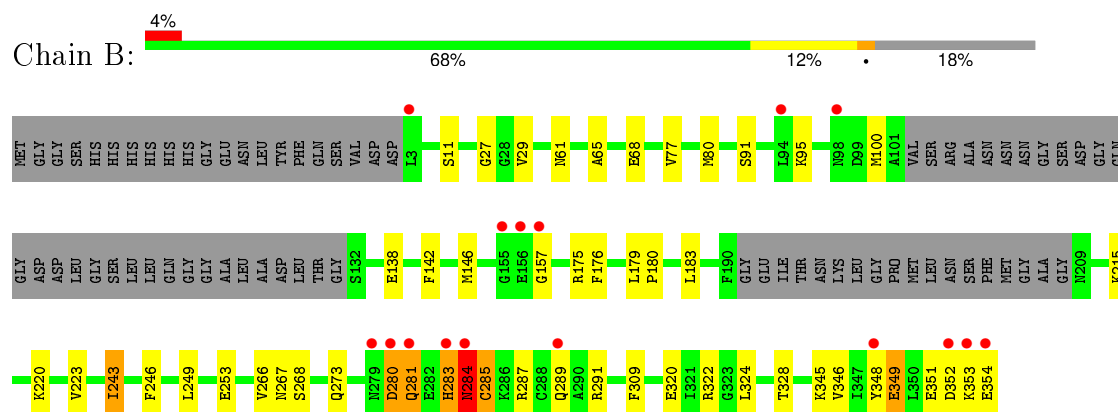 4%
Chain B:
68% 12% • 18%
MET GLY GLY SER HIS HIS HIS HIS HIS HIS GLY GLU ASN LEU TYR PHE GLN SER VAL ASP ASP L3 S11 G27 G28 V29 N61 A65 E68 V77 M80 S91 L94 K95 N98 D99 M100 A101 VAL SER ARG ALA ASN ASN ASN GLY SER ASP GLY GLN
GLY ASP ASP LEU GLY SER LEU LEU GLN GLY GLY ALA LEU ALA ASP LEU THR GLY S132 E138 F142 M146 G155 E156 G157 R175 F176 L179 P180 L183 F190 GLY GLU ILE THR ASN LYS LEU GLY PRO MET LEU ASN SER PHE MET GLY ALA GLY N209 K215
K220 V223 I243 F246 L249 E253 V266 N267 S268 Q273 N279 D280 Q281 E282 H283 N284 C285 K286 R287 C288 Q289 A290 R291 F309 E320 I321 R322 G323 L324 T328 K345 V346 I347 Y348 E349 L350 E351 D352 K353 E354